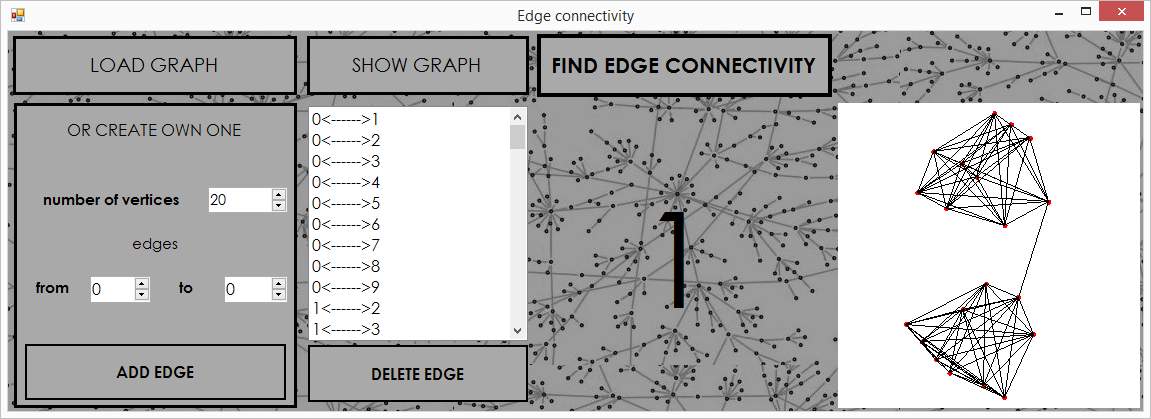 Edge connectivity
LOAD GRAPH
SHOW GRAPH
FIND EDGE CONNECTIVITY
OR CREATE OWN ONE
number of vertices 20
edges
from 0 to 0
ADD EDGE
0<------>1
0<------>2
0<------>3
0<------>4
0<------>5
0<------>6
0<------>7
0<------>8
0<------>9
1<------>2
1<------>3
DELETE EDGE
1